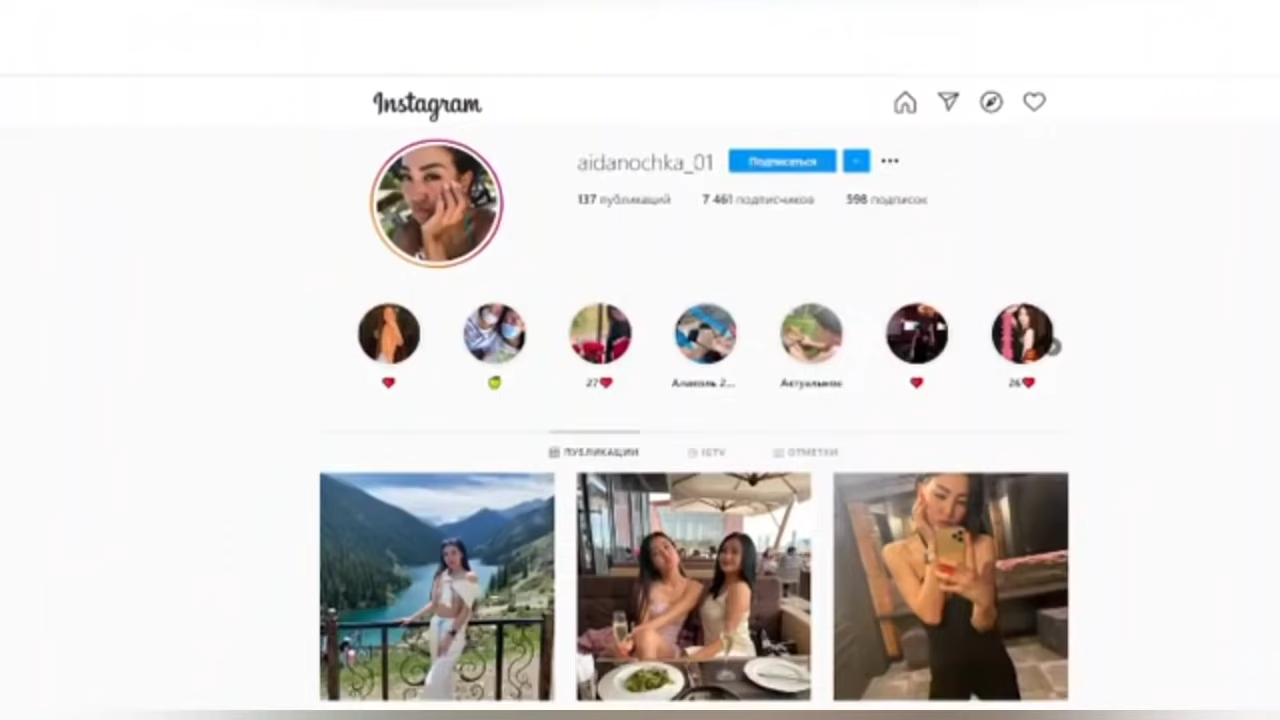 Instagram
aidanochka_01 Подписаться
137 публикаций 7 461 подписчиков 598 подписок
27 Алаколь 2... Актуальное 26
ПУБЛИКАЦИИ IGTV ОТМЕТКИ